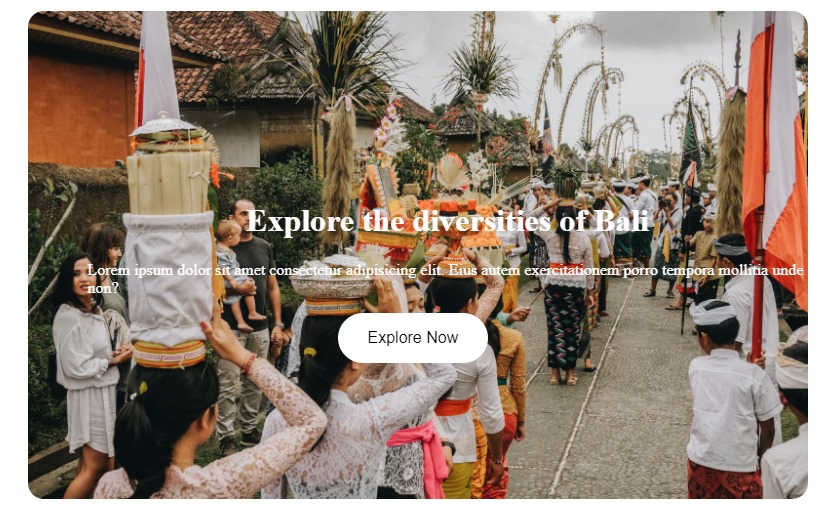 Explore the diversities of Bali
Lorem ipsum dolor sit amet consectetur adipisicing elit. Eius autem exercitationem porro tempora mollitia unde
non?
Explore Now